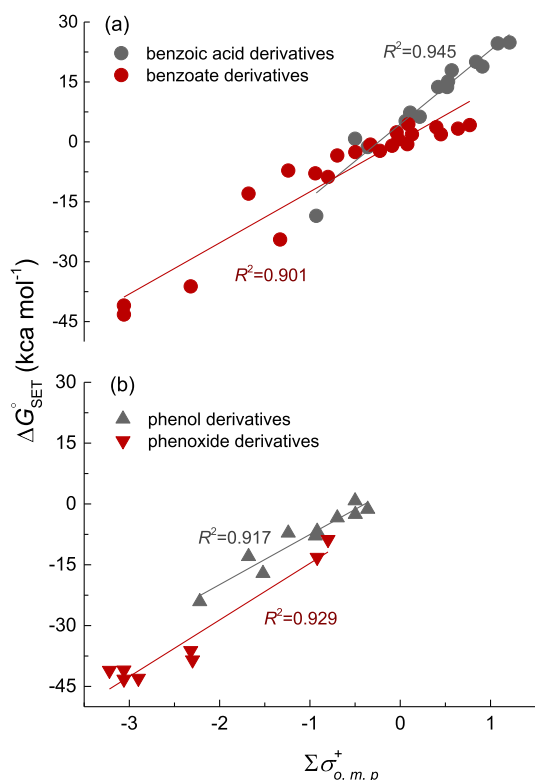 (a)
benzoic acid derivatives
benzoate derivatives
R²=0.945
R²=0.901
30
15
0
-15
-30
-45
ΔG°SET (kca mol⁻¹)
(b)
phenol derivatives
phenoxide derivatives
R²=0.917
R²=0.929
30
15
0
-15
-30
-45
-3 -2 -1 0 1
Σσ⁺o, m, p